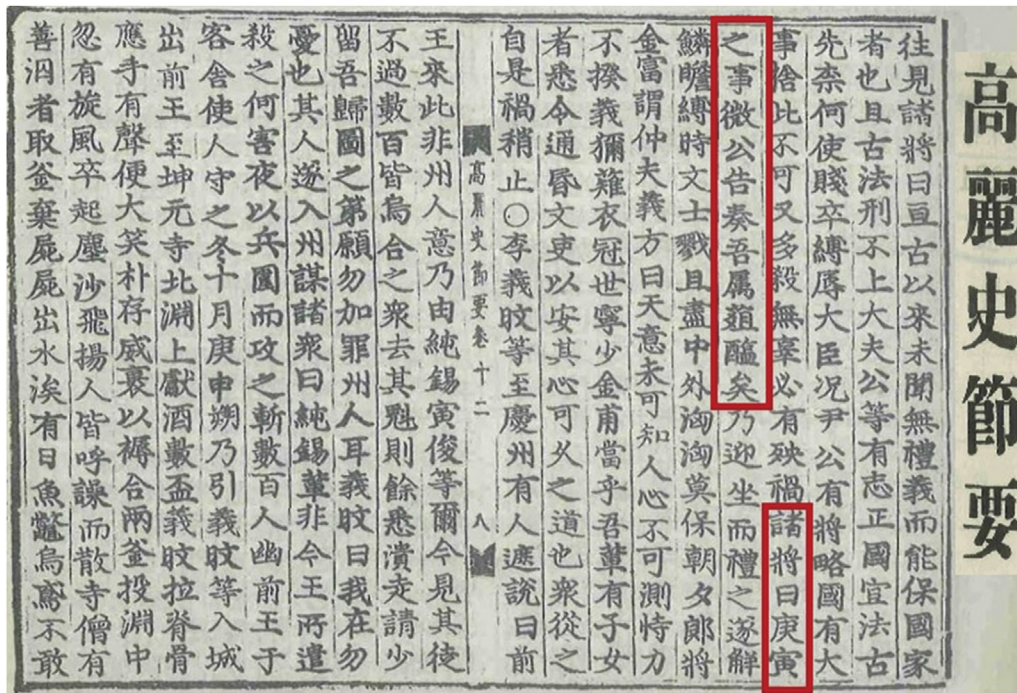 高麗史節要
往見諸將曰亘古以來未聞無禮義而能保國家
者也且古法刑不上大夫公等有志正國宜法古
先柰何使賤卒縛辱大臣况尹公有將略國有大
事捨此不可又多殺無辜必有殃禍諸將曰庚寅
之事微公告奏吾属葅醢矣乃迎坐而禮之遂解
鱗瞻縛時文士戮且盡中外洶洶莫保朝夕郎將
金富謂仲夫義方曰天意未可知人心不可測恃力
不揆義獮薙衣冠世寧少金甫當乎吾輩有子女
者悉令通昏文吏以安其心可久之道也衆從之
自是禍稍止○李義旼等至慶州有人遮說曰前
高麗史節要卷十二 八
王來此非州人意乃由純錫寅俊等爾今見其徒
不過數百皆烏合之衆去其魁則餘悉潰走請少
留吾歸圖之第願勿加罪州人耳義旼曰我在勿
憂也其人遂入州謀諸衆曰純錫輩非今王所遣
殺之何害夜以兵圍而攻之斬數百人幽前王于
客舍使人守之冬十月庚申朔乃引義旼等入城
出前王至坤元寺北淵上獻酒數盃義旼拉脊骨
應手有聲便大笑朴存威裹以褥合兩釜投淵中
忽有旋風卒起塵沙飛揚人皆呼譟而散寺僧有
善泅者取釜棄屍屍出水涘有日魚鼈烏鳶不敢